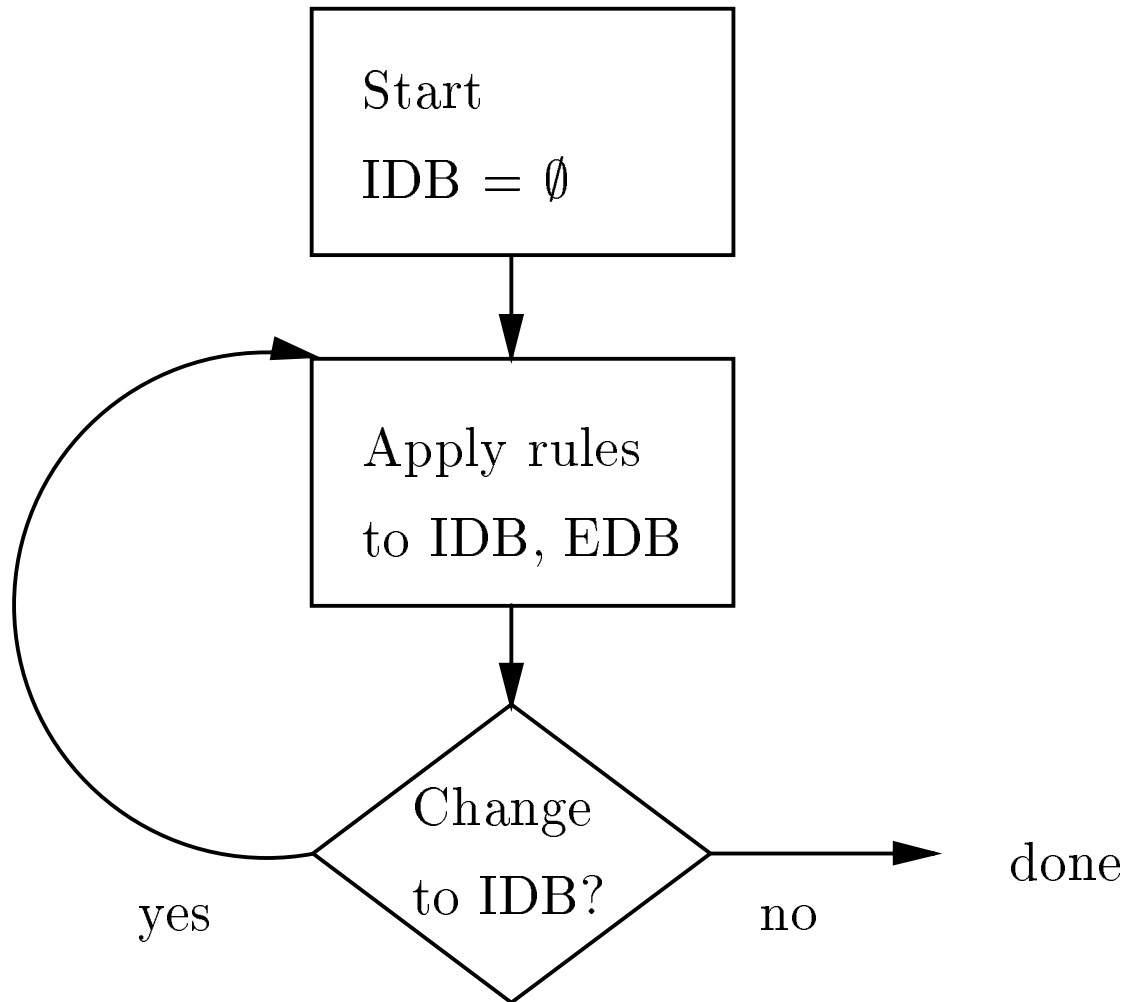 Start
IDB = ∅
Apply rules
to IDB, EDB
Change
to IDB?
yes
no
done